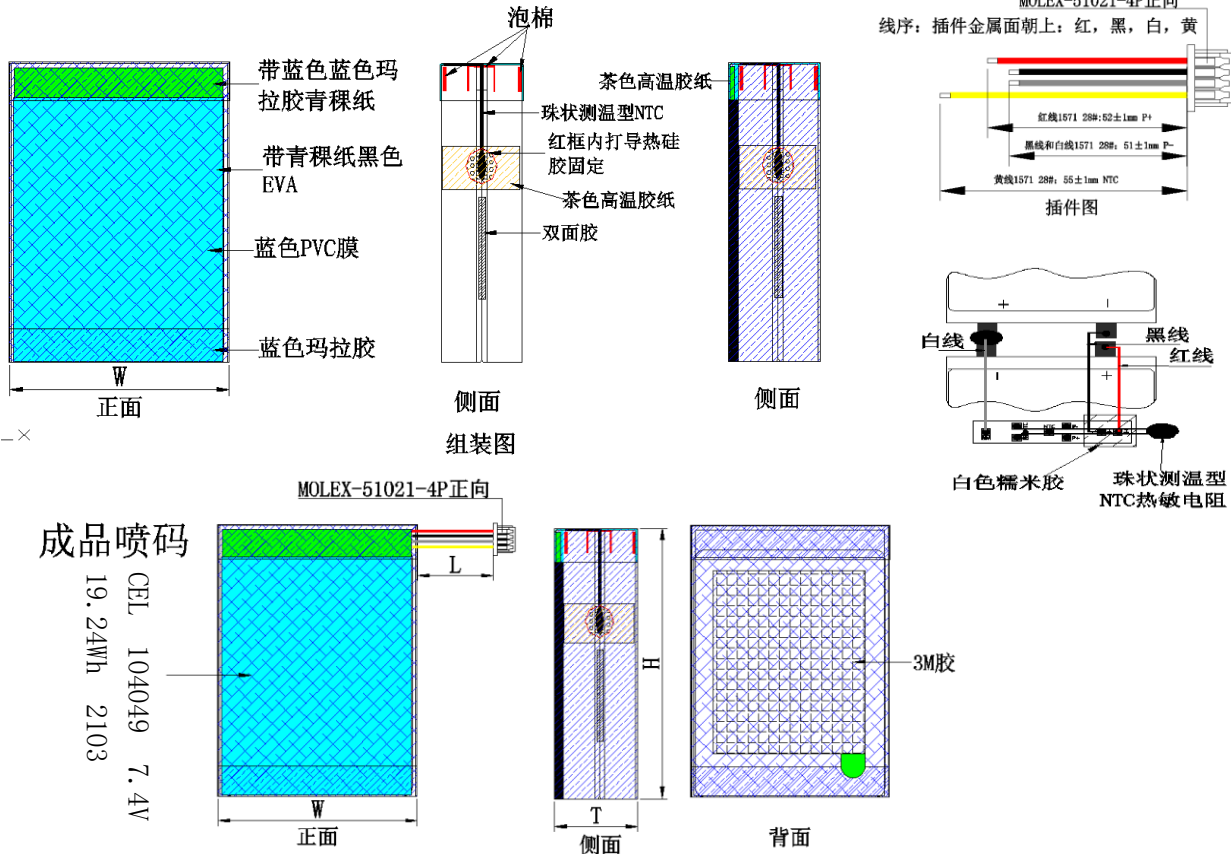 MOLEX-51021-4P正向
线序：插件金属面朝上：红，黑，白，黄
红线1571 28#:52±1mm P+
黑线和白线1571 28#: 51±1mm P-
黄线1571 28#: 55±1mm NTC
插件图
带蓝色蓝色玛
拉胶青稞纸
带青稞纸黑色
EVA
蓝色PVC膜
蓝色玛拉胶
W
正面
泡棉
珠状测温型NTC
红框内打导热硅
胶固定
茶色高温胶纸
双面胶
侧面
组装图
茶色高温胶纸
侧面
+
-
白线
黑线
红线
-
+
白色糯米胶
珠状测温型
NTC热敏电阻
成品喷码
CEL 104049 7.4V
19.24Wh 2103
MOLEX-51021-4P正向
L
W
正面
H
T
侧面
3M胶
背面